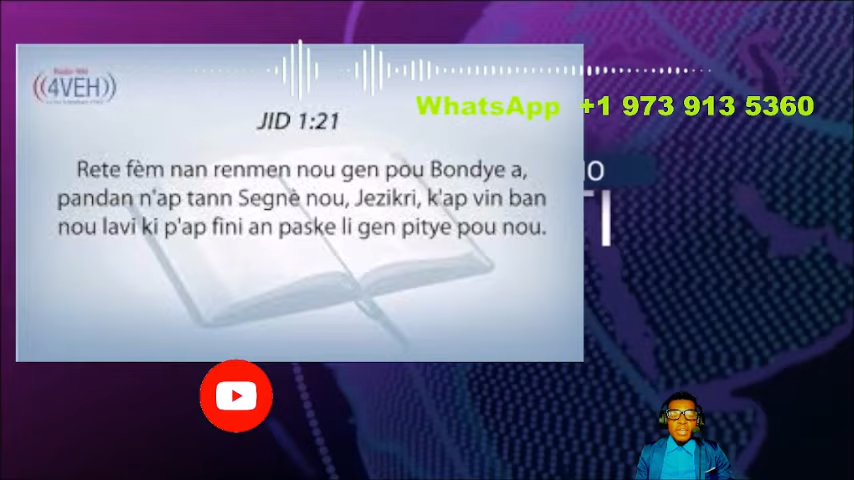 4VEH
WhatsApp +1 973 913 5360
JID 1:21
Rete fèm nan renmen nou gen pou Bondye a,
pandan n'ap tann Segnè nou, Jezikri, k'ap vin ban
nou lavi ki p'ap fini an paske li gen pitye pou nou.